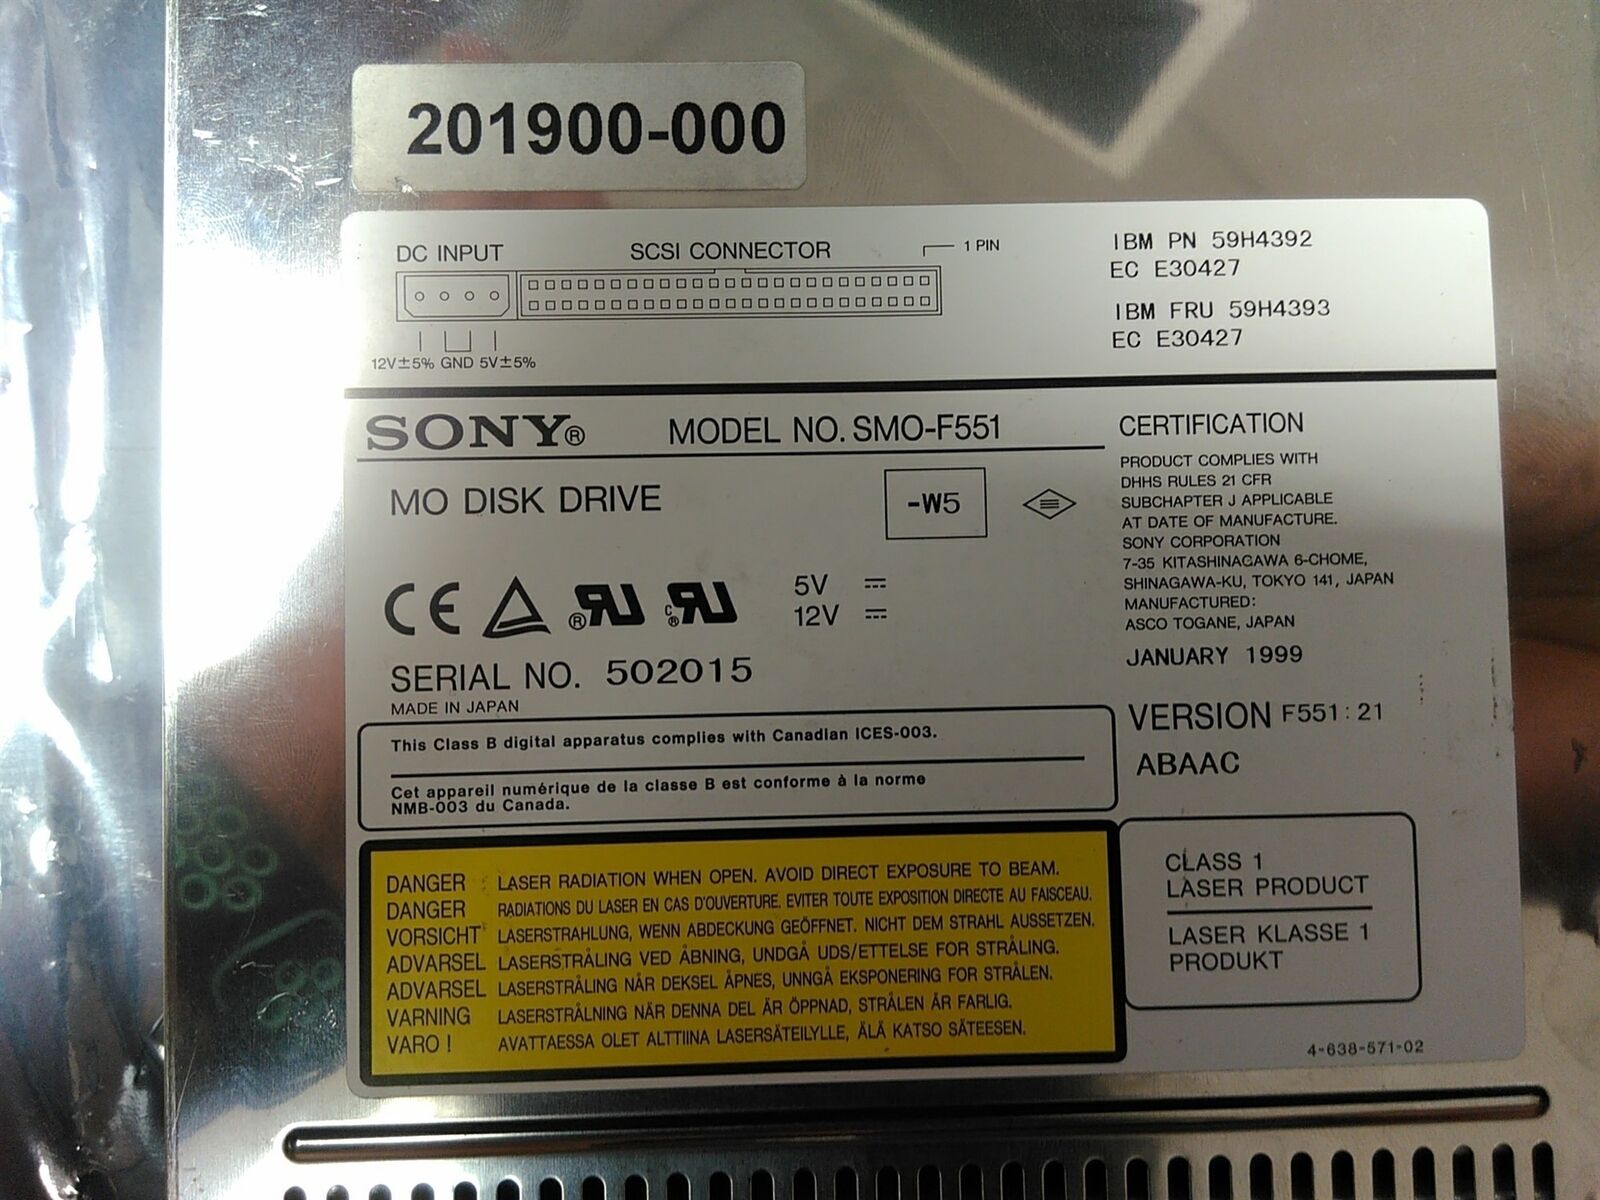 201900-000
DC INPUT
SCSI CONNECTOR
1 PIN
12V±5% GND 5V±5%
IBM PN 59H4392
EC E30427
IBM FRU 59H4393
EC E30427
SONY® MODEL NO. SMO-F551
MO DISK DRIVE
-W5
CE ® c ®
5V
12V
SERIAL NO. 502015
MADE IN JAPAN
CERTIFICATION
PRODUCT COMPLIES WITH
DHHS RULES 21 CFR
SUBCHAPTER J APPLICABLE
AT DATE OF MANUFACTURE.
SONY CORPORATION
7-35 KITASHINAGAWA 6-CHOME,
SHINAGAWA-KU, TOKYO 141, JAPAN
MANUFACTURED:
ASCO TOGANE, JAPAN
JANUARY 1999
VERSION F551:21
ABAAC
This Class B digital apparatus complies with Canadian ICES-003.
Cet appareil numérique de la classe B est conforme à la norme
NMB-003 du Canada.
DANGER : LASER RADIATION WHEN OPEN. AVOID DIRECT EXPOSURE TO BEAM.
DANGER RADIATIONS DU LASER EN CAS D'OUVERTURE. EVITER TOUTE EXPOSITION DIRECTE AU FAISCEAU.
VORSICHT LASERSTRAHLUNG, WENN ABDECKUNG GEÖFFNET. NICHT DEM STRAHL AUSSETZEN.
ADVARSEL LASERSTRÅLING VED ÅBNING, UNDGÅ UDS/ETTELSE FOR STRÅLING.
ADVARSEL LASERSTRÅLING NÅR DEKSEL ÅPNES, UNNGÅ EKSPONERING FOR STRÅLEN.
VARNING LASERSTRÅLNING NÄR DENNA DEL ÄR ÖPPNAD, STRÅLEN ÄR FARLIG.
VARO ! AVATTAESSA OLET ALTTIINA LASERSÄTEILYLLE, ÄLÄ KATSO SÄTEESEN.
CLASS 1
LASER PRODUCT
LASER KLASSE 1
PRODUKT
4-638-571-02